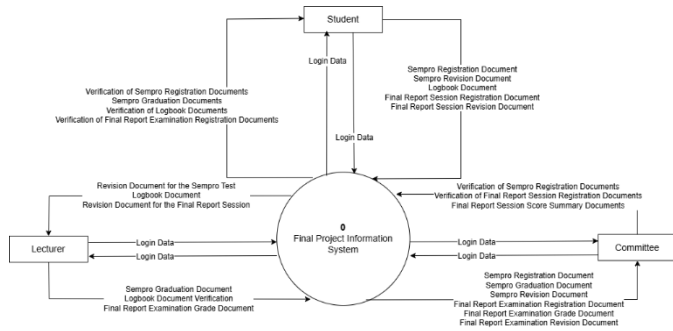 Student
Login Data
Sempro Registration Document
Sempro Revision Document
Logbook Document
Final Report Session Registration Document
Final Report Session Revision Document
Verification of Sempro Registration Documents
Sempro Graduation Documents
Verification of Logbook Documents
Verification of Final Report Examination Registration Documents
Login Data
Revision Document for the Sempro Test
Logbook Document
Revision Document for the Final Report Session
Verification of Sempro Registration Documents
Verification of Final Report Session Registration Documents
Final Report Session Score Summary Documents
0
Final Project Information
System
Lecturer
Login Data
Login Data
Login Data
Login Data
Committee
Sempro Graduation Document
Logbook Document Verification
Final Report Examination Grade Document
Sempro Registration Document
Sempro Graduation Document
Sempro Revision Document
Final Report Examination Registration Document
Final Report Examination Grade Document
Final Report Examination Revision Document